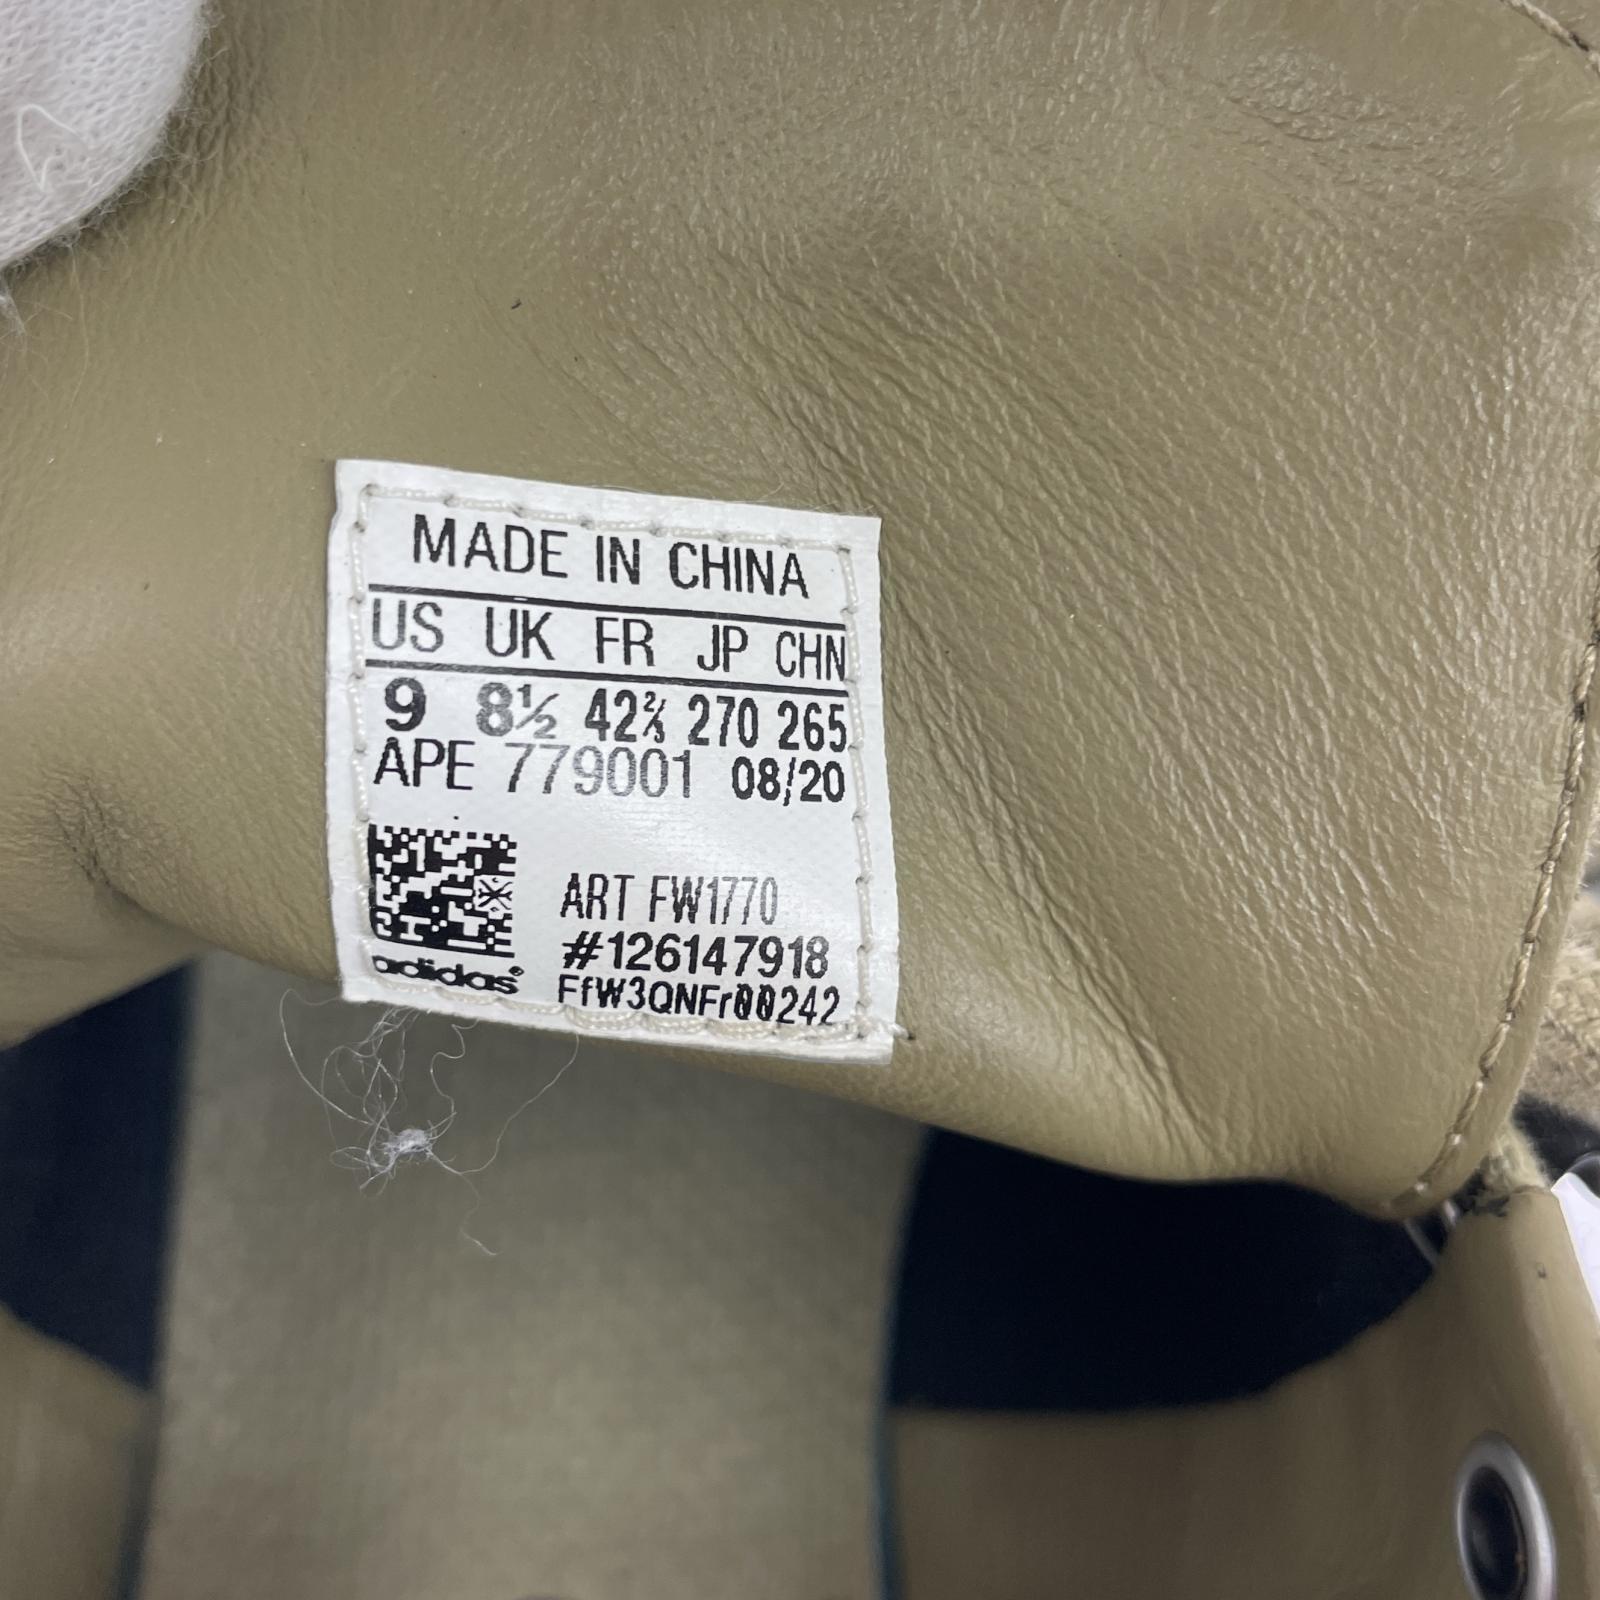 MADE IN CHINA
US UK FR JP CHN
9 8½ 42⅔ 270 265
APE 779001 08/20
ART FW1770
#126147918
adidas®
FfW3QNFr00242